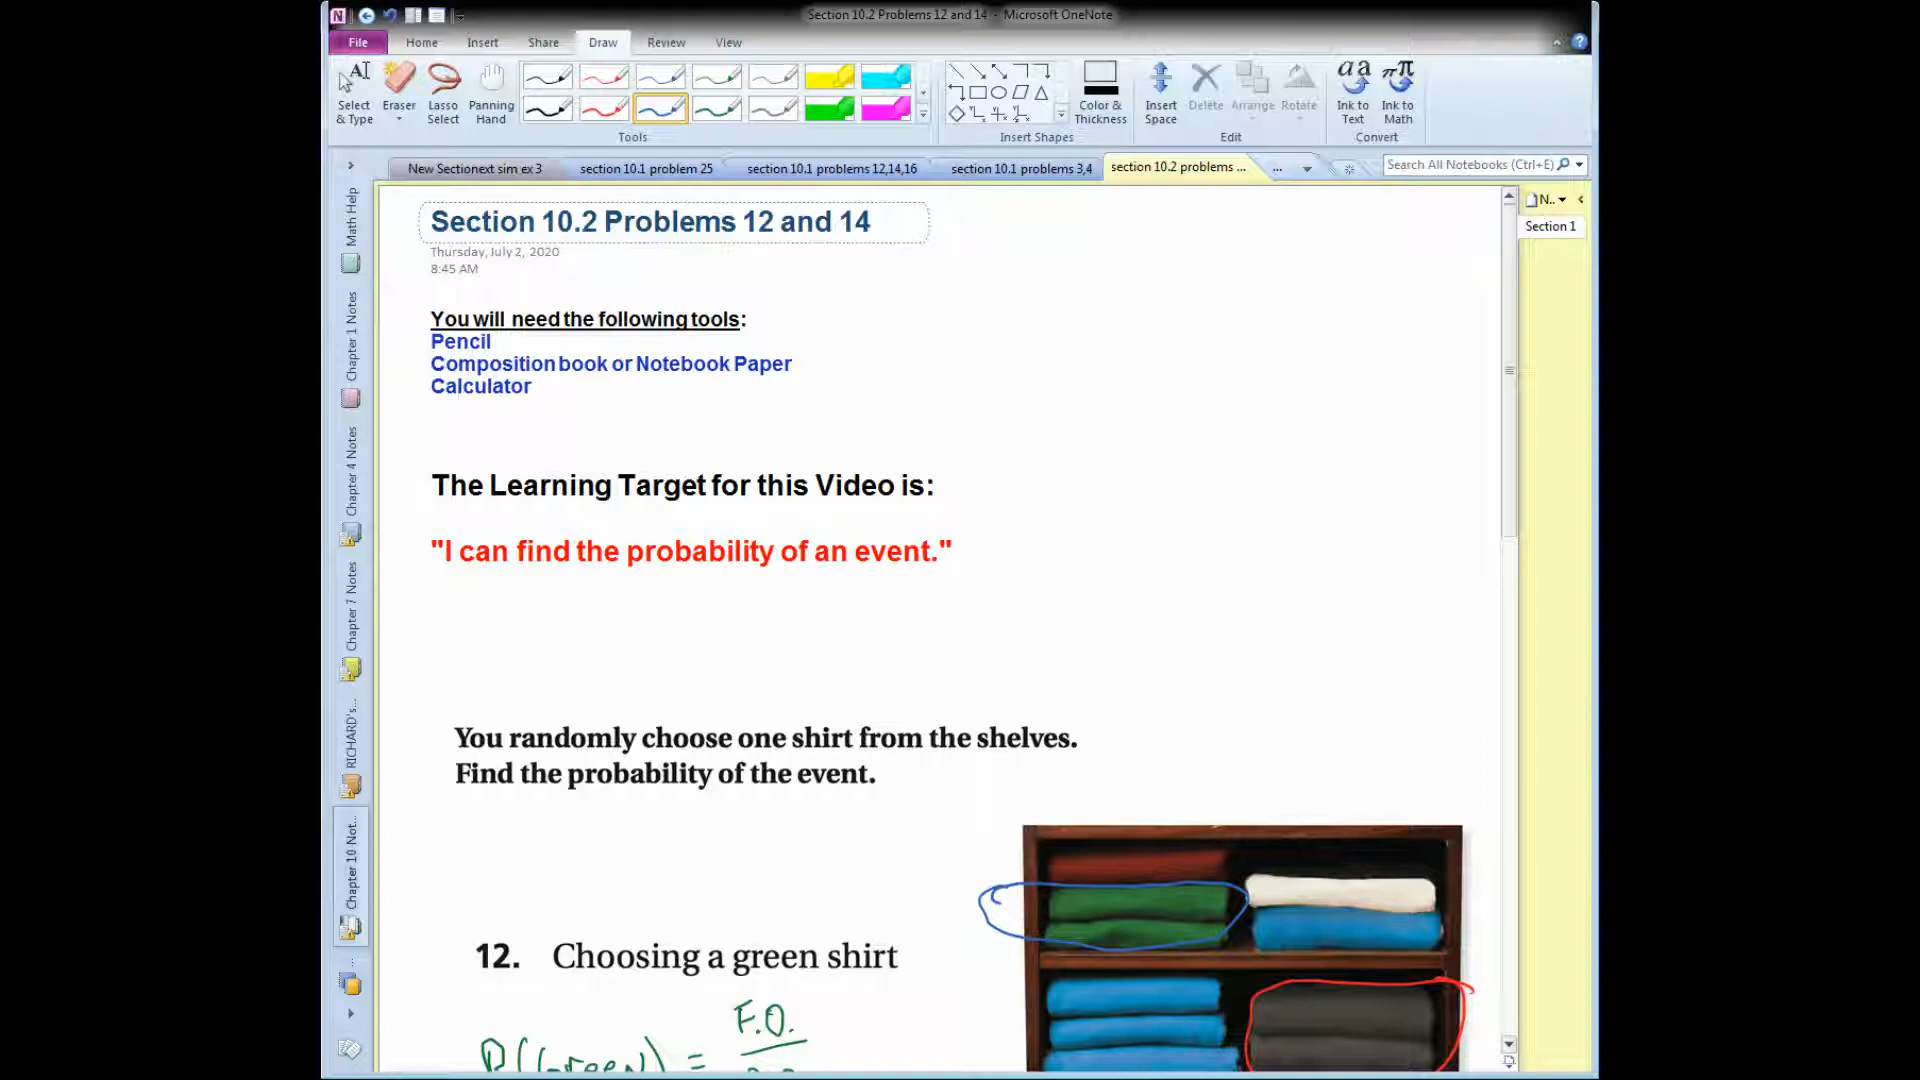 Section 10.2 Problems 12 and 14 - Microsoft OneNote
File Home Insert Share Draw Review View
Select & Type
Eraser
Lasso Select
Panning Hand
Color & Thickness
Insert Space
Delete
Arrange
Rotate
Ink to Text
Ink to Math
Tools Insert Shapes Edit Convert
New Sectionext sim ex 3 section 10.1 problem 25 section 10.1 problems 12,14,16 section 10.1 problems 3,4 section 10.2 problems ... ... Search All Notebooks (Ctrl+E)
N..
Section 1
Math Help
Chapter 1 Notes
Chapter 4 Notes
Chapter 7 Notes
RICHARD's...
Chapter 10 Not...
Section 10.2 Problems 12 and 14
Thursday, July 2, 2020
8:45 AM
You will need the following tools:
Pencil
Composition book or Notebook Paper
Calculator
The Learning Target for this Video is:
"I can find the probability of an event."
You randomly choose one shirt from the shelves.
Find the probability of the event.
12. Choosing a green shirt
F.O.
P(Green) =